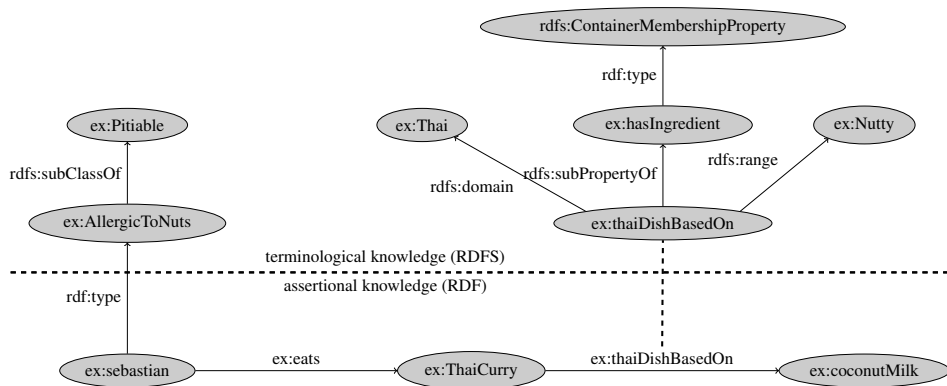 rdfs:ContainerMembershipProperty
rdf:type
ex:Pitiable
ex:Thai
ex:hasIngredient
ex:Nutty
rdfs:subClassOf
rdfs:domain
rdfs:subPropertyOf
rdfs:range
ex:AllergicToNuts
ex:thaiDishBasedOn
terminological knowledge (RDFS)
assertional knowledge (RDF)
rdf:type
ex:sebastian
ex:eats
ex:ThaiCurry
ex:thaiDishBasedOn
ex:coconutMilk